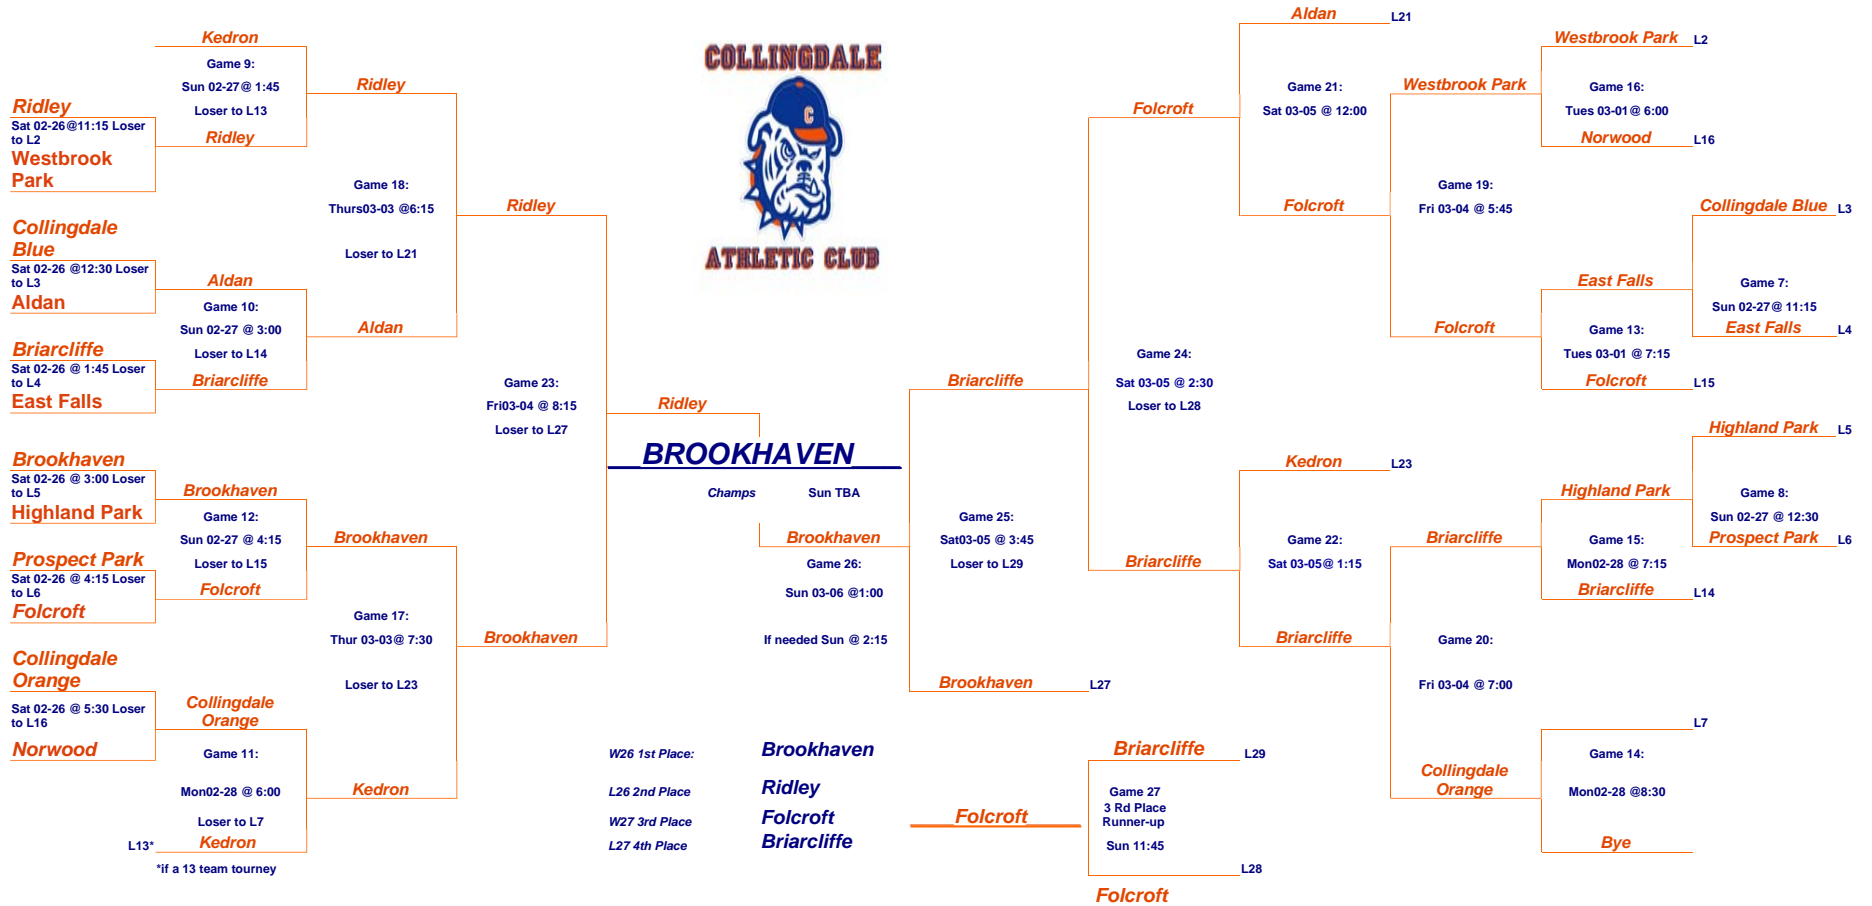 Kedron
Game 9:
Sun 02-27@ 1:45
Loser to L13
Ridley
Ridley
Sat 02-26@11:15 Loser
to L2
Westbrook
Park
Ridley
Game 18:
Thurs03-03 @6:15
Loser to L21
Ridley
Collingdale
Blue
Sat 02-26 @12:30 Loser
to L3
Aldan
Aldan
Game 10:
Sun 02-27 @ 3:00
Loser to L14
Aldan
Briarcliffe
Sat 02-26 @ 1:45 Loser
to L4
East Falls
Briarcliffe
Game 23:
Fri03-04 @ 8:15
Loser to L27
Ridley
Brookhaven
Sat 02-26 @ 3:00 Loser
to L5
Highland Park
Brookhaven
Game 12:
Sun 02-27 @ 4:15
Loser to L15
Brookhaven
Prospect Park
Sat 02-26 @ 4:15 Loser
to L6
Folcroft
Folcroft
Game 17:
Thur 03-03@ 7:30
Loser to L23
Brookhaven
Collingdale
Orange
Sat 02-26 @ 5:30 Loser
to L16
Norwood
Collingdale
Orange
Game 11:
Mon02-28 @ 6:00
Loser to L7
Kedron
L13*
Kedron
*if a 13 team tourney
COLLINGDALE
C
ATHLETIC CLUB
BROOKHAVEN
Champs
Sun TBA
Brookhaven
Game 26:
Sun 03-06 @1:00
If needed Sun @ 2:15
Briarcliffe
Game 25:
Sat03-05 @ 3:45
Loser to L29
Brookhaven
L27
W26 1st Place:
Brookhaven
L26 2nd Place
Ridley
W27 3rd Place
Folcroft
L27 4th Place
Briarcliffe
Folcroft
Briarcliffe
L29
Game 27
3 Rd Place
Runner-up
Sun 11:45
L28
Folcroft
Aldan
L21
Folcroft
Game 21:
Sat 03-05 @ 12:00
Folcroft
Game 24:
Sat 03-05 @ 2:30
Loser to L28
Kedron
L23
Briarcliffe
Game 22:
Sat 03-05@ 1:15
Briarcliffe
Westbrook Park
L2
Westbrook Park
Game 16:
Tues 03-01@ 6:00
Norwood
L16
Game 19:
Fri 03-04 @ 5:45
Collingdale Blue
L3
East Falls
Game 7:
Sun 02-27@ 11:15
East Falls
L4
Folcroft
Game 13:
Tues 03-01 @ 7:15
Folcroft
L15
Highland Park
L5
Highland Park
Game 8:
Sun 02-27 @ 12:30
Prospect Park
L6
Briarcliffe
Game 15:
Mon02-28 @ 7:15
Briarcliffe
L14
Game 20:
Fri 03-04 @ 7:00
L7
Collingdale
Orange
Game 14:
Mon02-28 @8:30
Bye